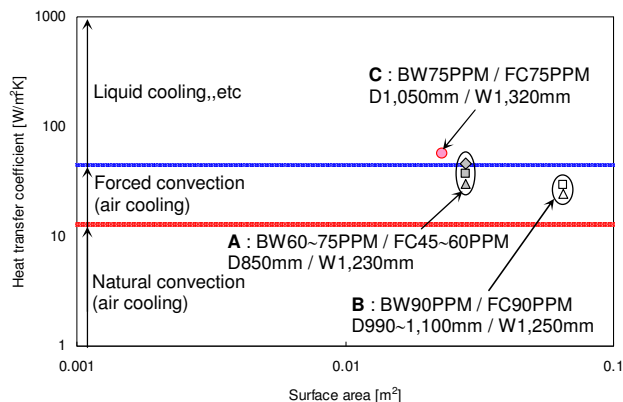 1000
C : BW75PPM / FC75PPM
D1,050mm / W1,320mm
Liquid cooling,,etc
100
Forced convection
(air cooling)
A : BW60~75PPM / FC45~60PPM
D850mm / W1,230mm
10
Natural convection
(air cooling)
B : BW90PPM / FC90PPM
D990~1,100mm / W1,250mm
1
0.001
0.01
0.1
Heat transfer coefficient [W/m²K]
Surface area [m²]